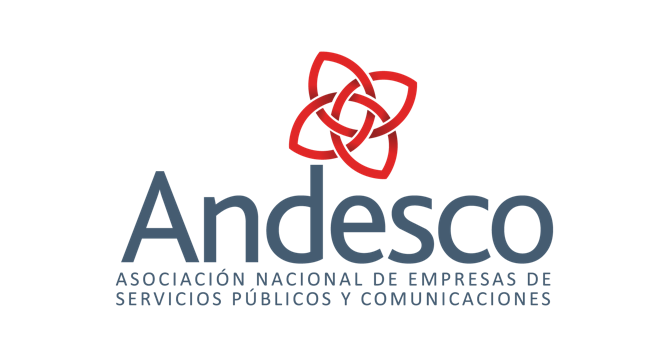 Andesco
ASOCIACIÓN NACIONAL DE EMPRESAS DE
SERVICIOS PÚBLICOS Y COMUNICACIONES